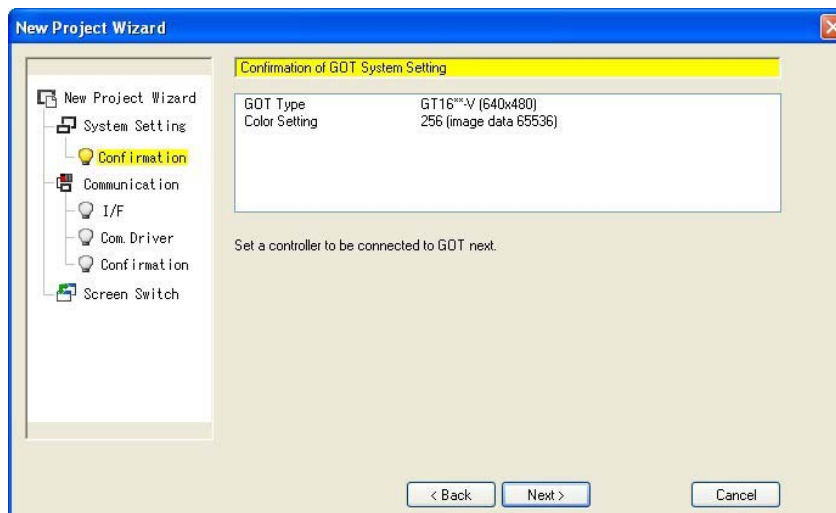 New Project Wizard
New Project Wizard
System Setting
Confirmation
Communication
I/F
Com.Driver
Confirmation
Screen Switch
Confirmation of GOT System Setting
GOT Type GT16**-V (640x480)
Color Setting 256 (image data 65536)
Set a controller to be connected to GOT next.
< Back Next > Cancel